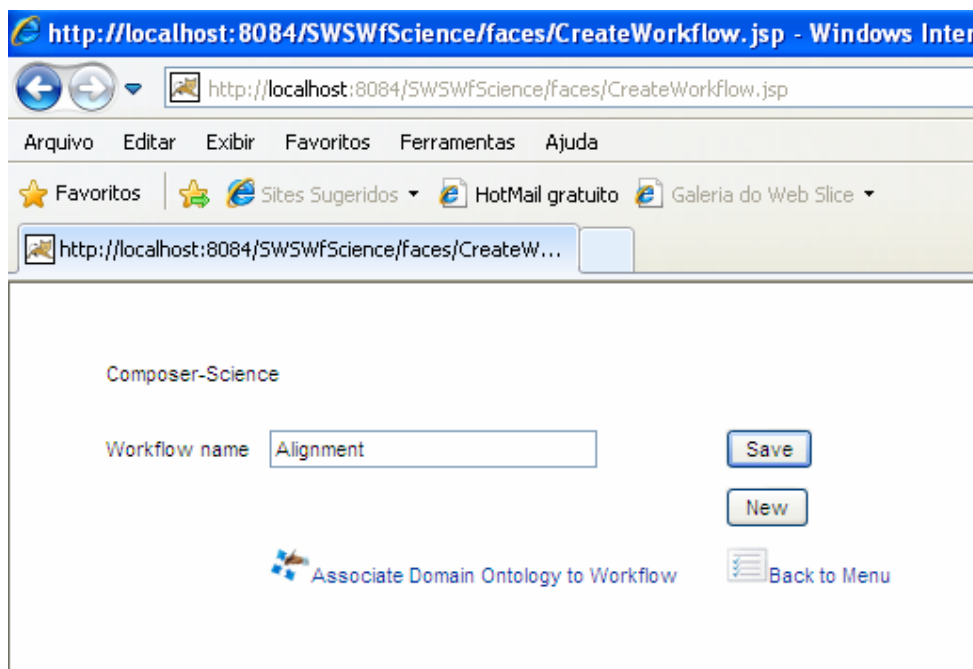 http://localhost:8084/SWSWfScience/faces/CreateWorkflow.jsp - Windows Inter
http://localhost:8084/SWSWfScience/faces/CreateWorkflow.jsp
Arquivo Editar Exibir Favoritos Ferramentas Ajuda
Favoritos Sites Sugeridos HotMail gratuito Galeria do Web Slice
http://localhost:8084/SWSWfScience/faces/CreateW...
Composer-Science
Workflow name Alignment Save
New
Associate Domain Ontology to Workflow Back to Menu